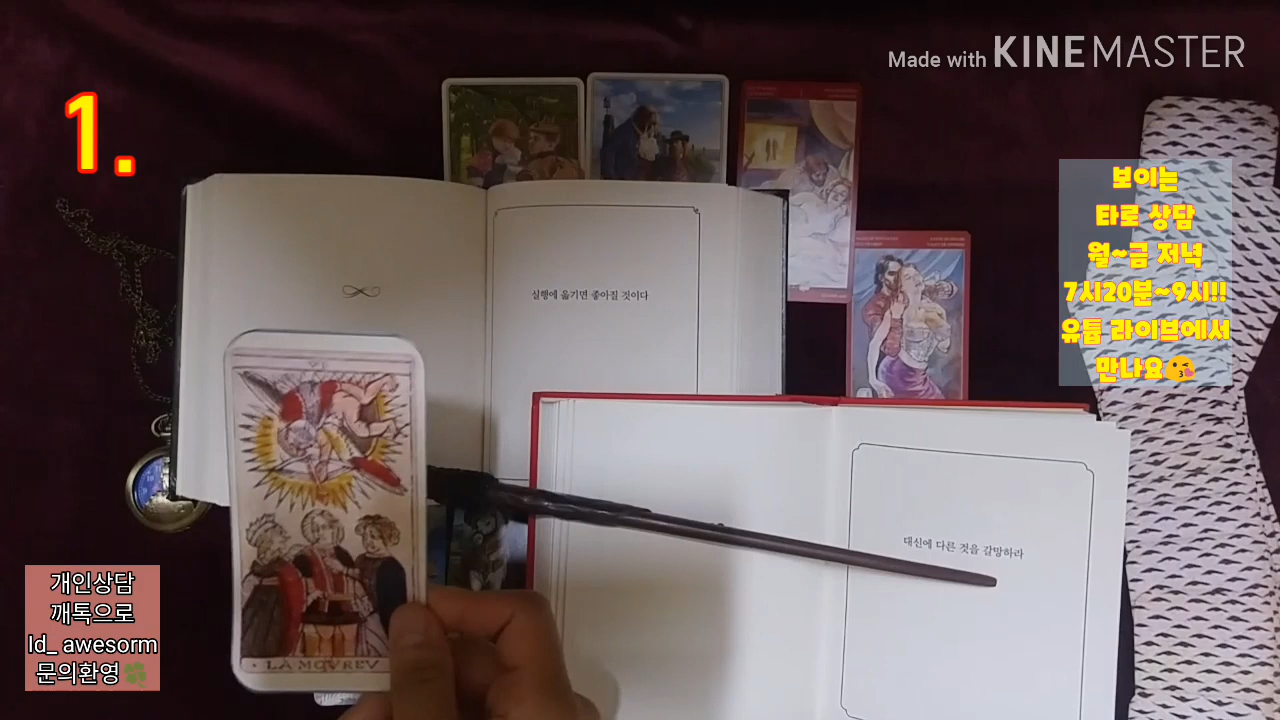 Made with KINEMASTER
1.
보이는
타로 상담
월~금 저녁
7시20분~9시!!
유튭 라이브에서
만나요😘
실행에 옮기면 좋아질 것이다
대신에 다른 것을 갈망하라
LA MOVREV
개인상담
깨톡으로
Id_ awesorm
문의환영🍀